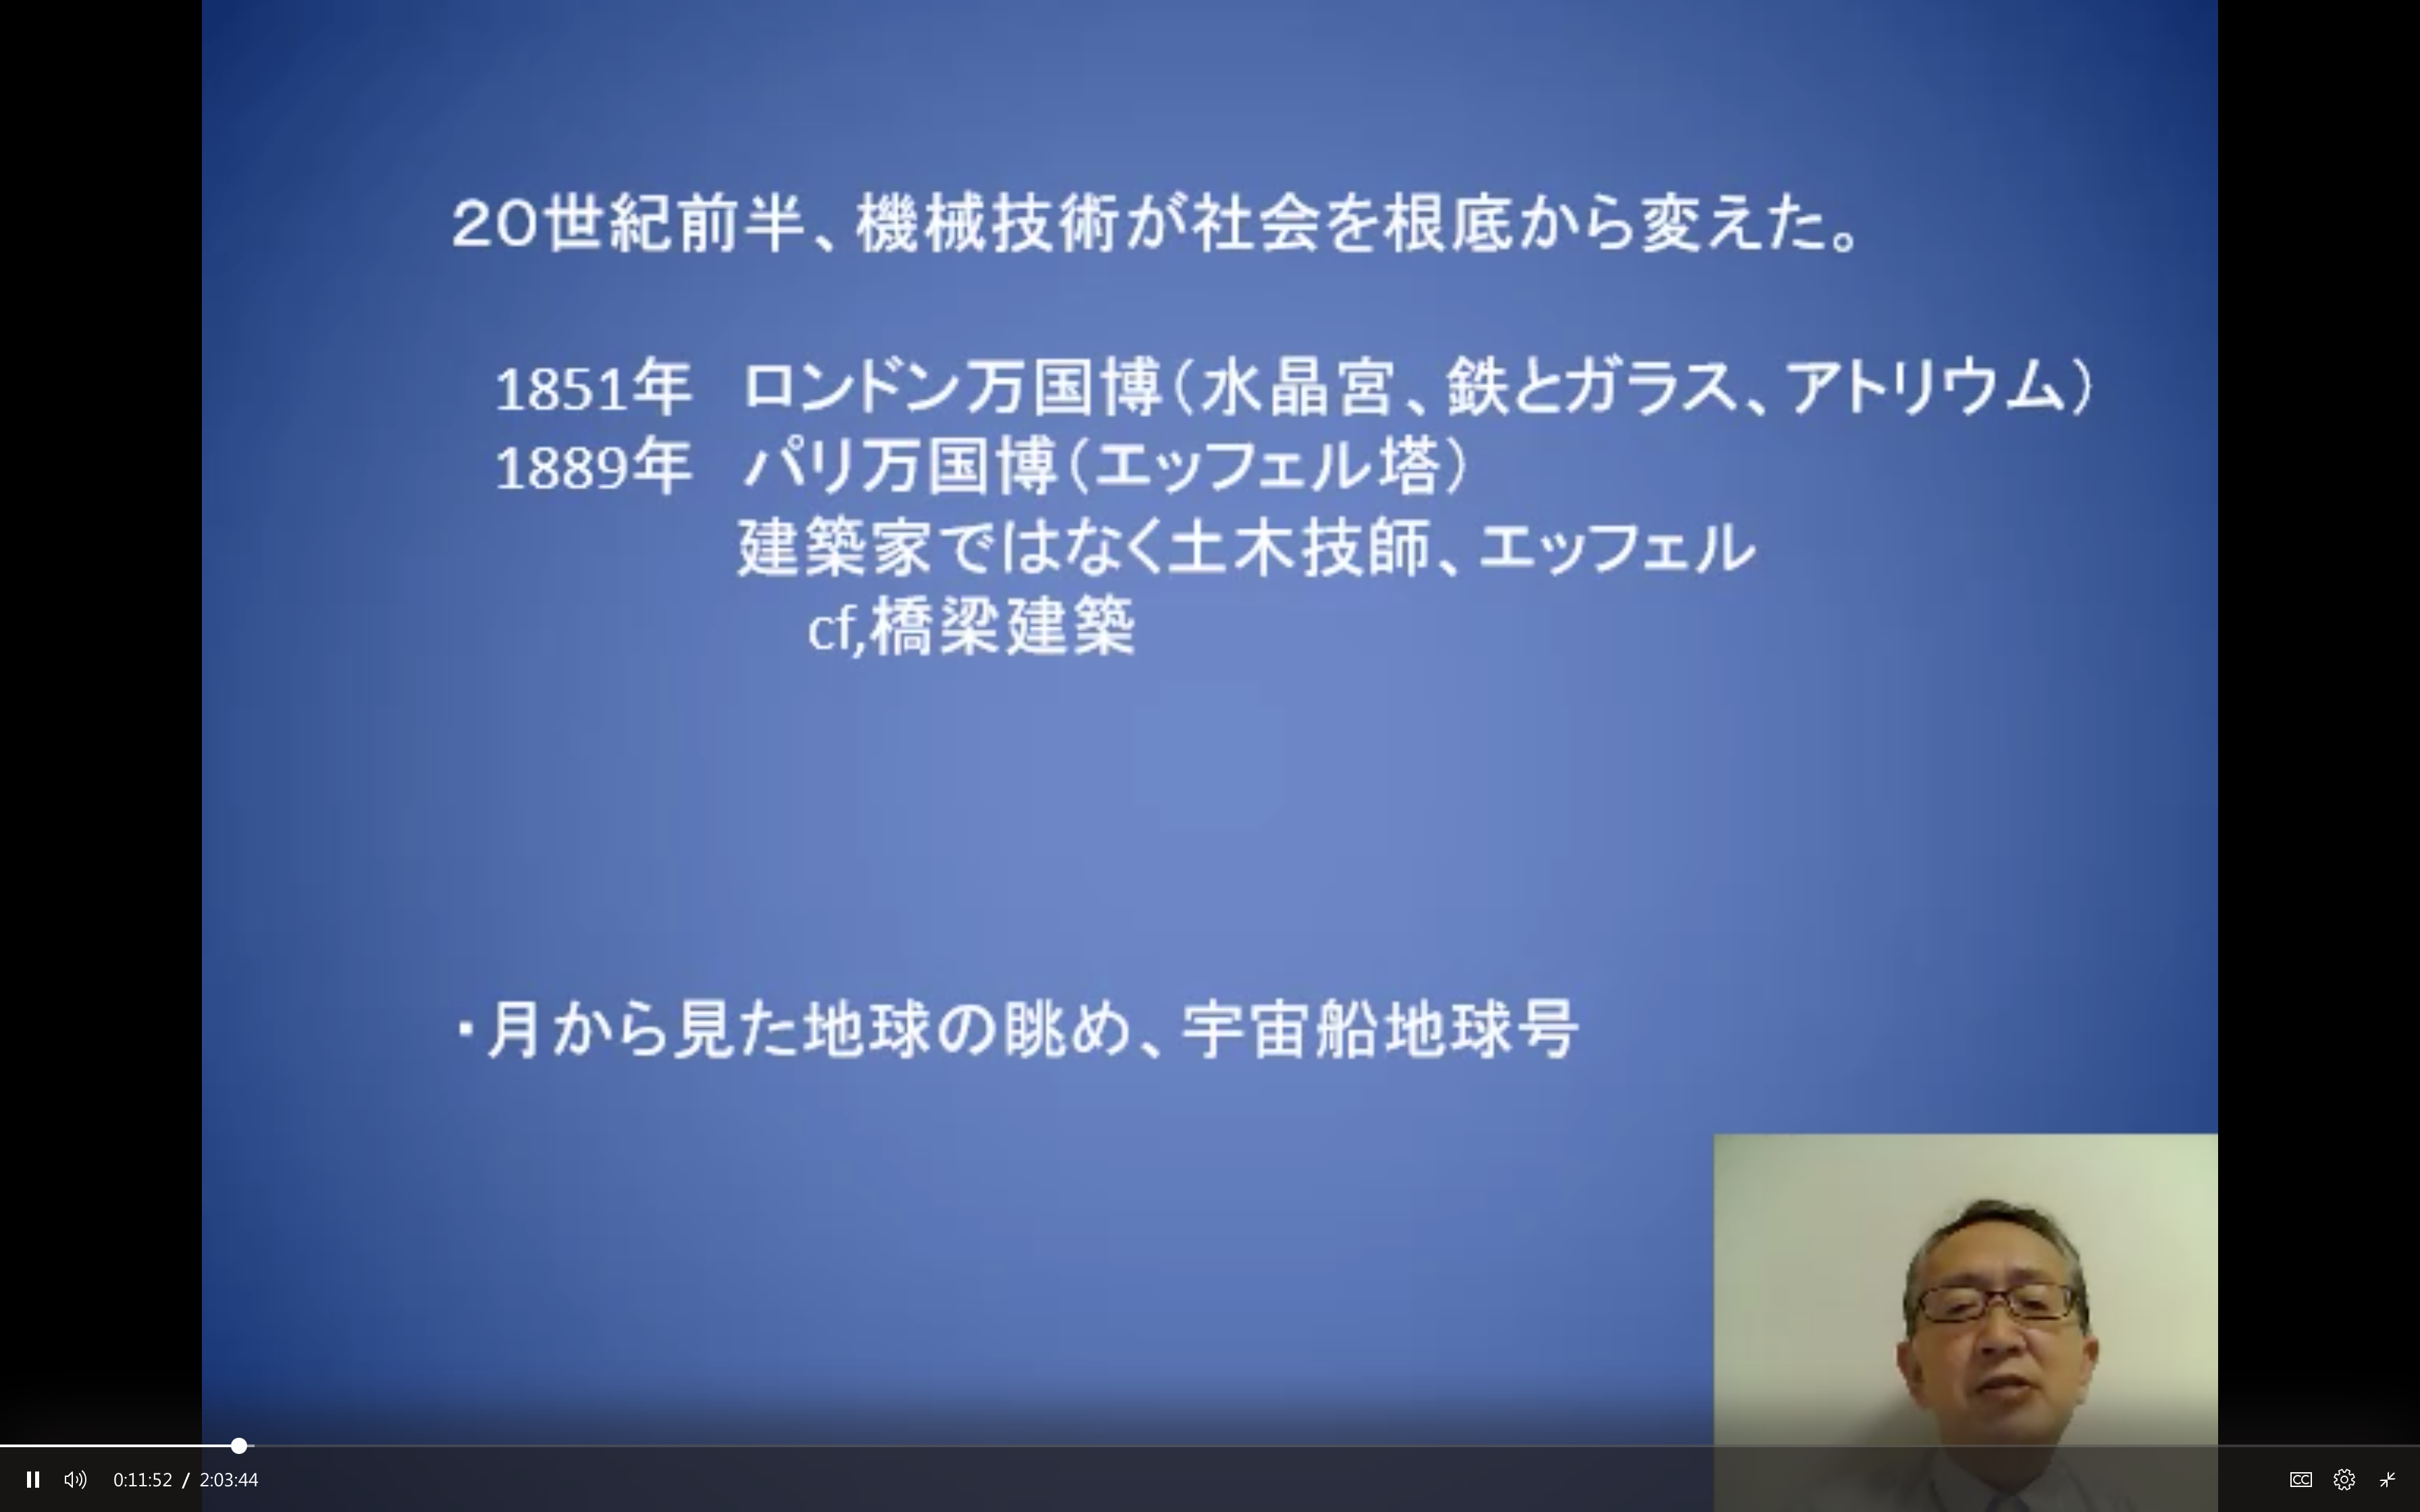 ２０世紀前半、機械技術が社会を根底から変えた。
1851年　ロンドン万国博（水晶宮、鉄とガラス、アトリウム）
1889年　パリ万国博（エッフェル塔）
建築家ではなく土木技師、エッフェル
cf,橋梁建築
・月から見た地球の眺め、宇宙船地球号
0:11:52 / 2:03:44
CC